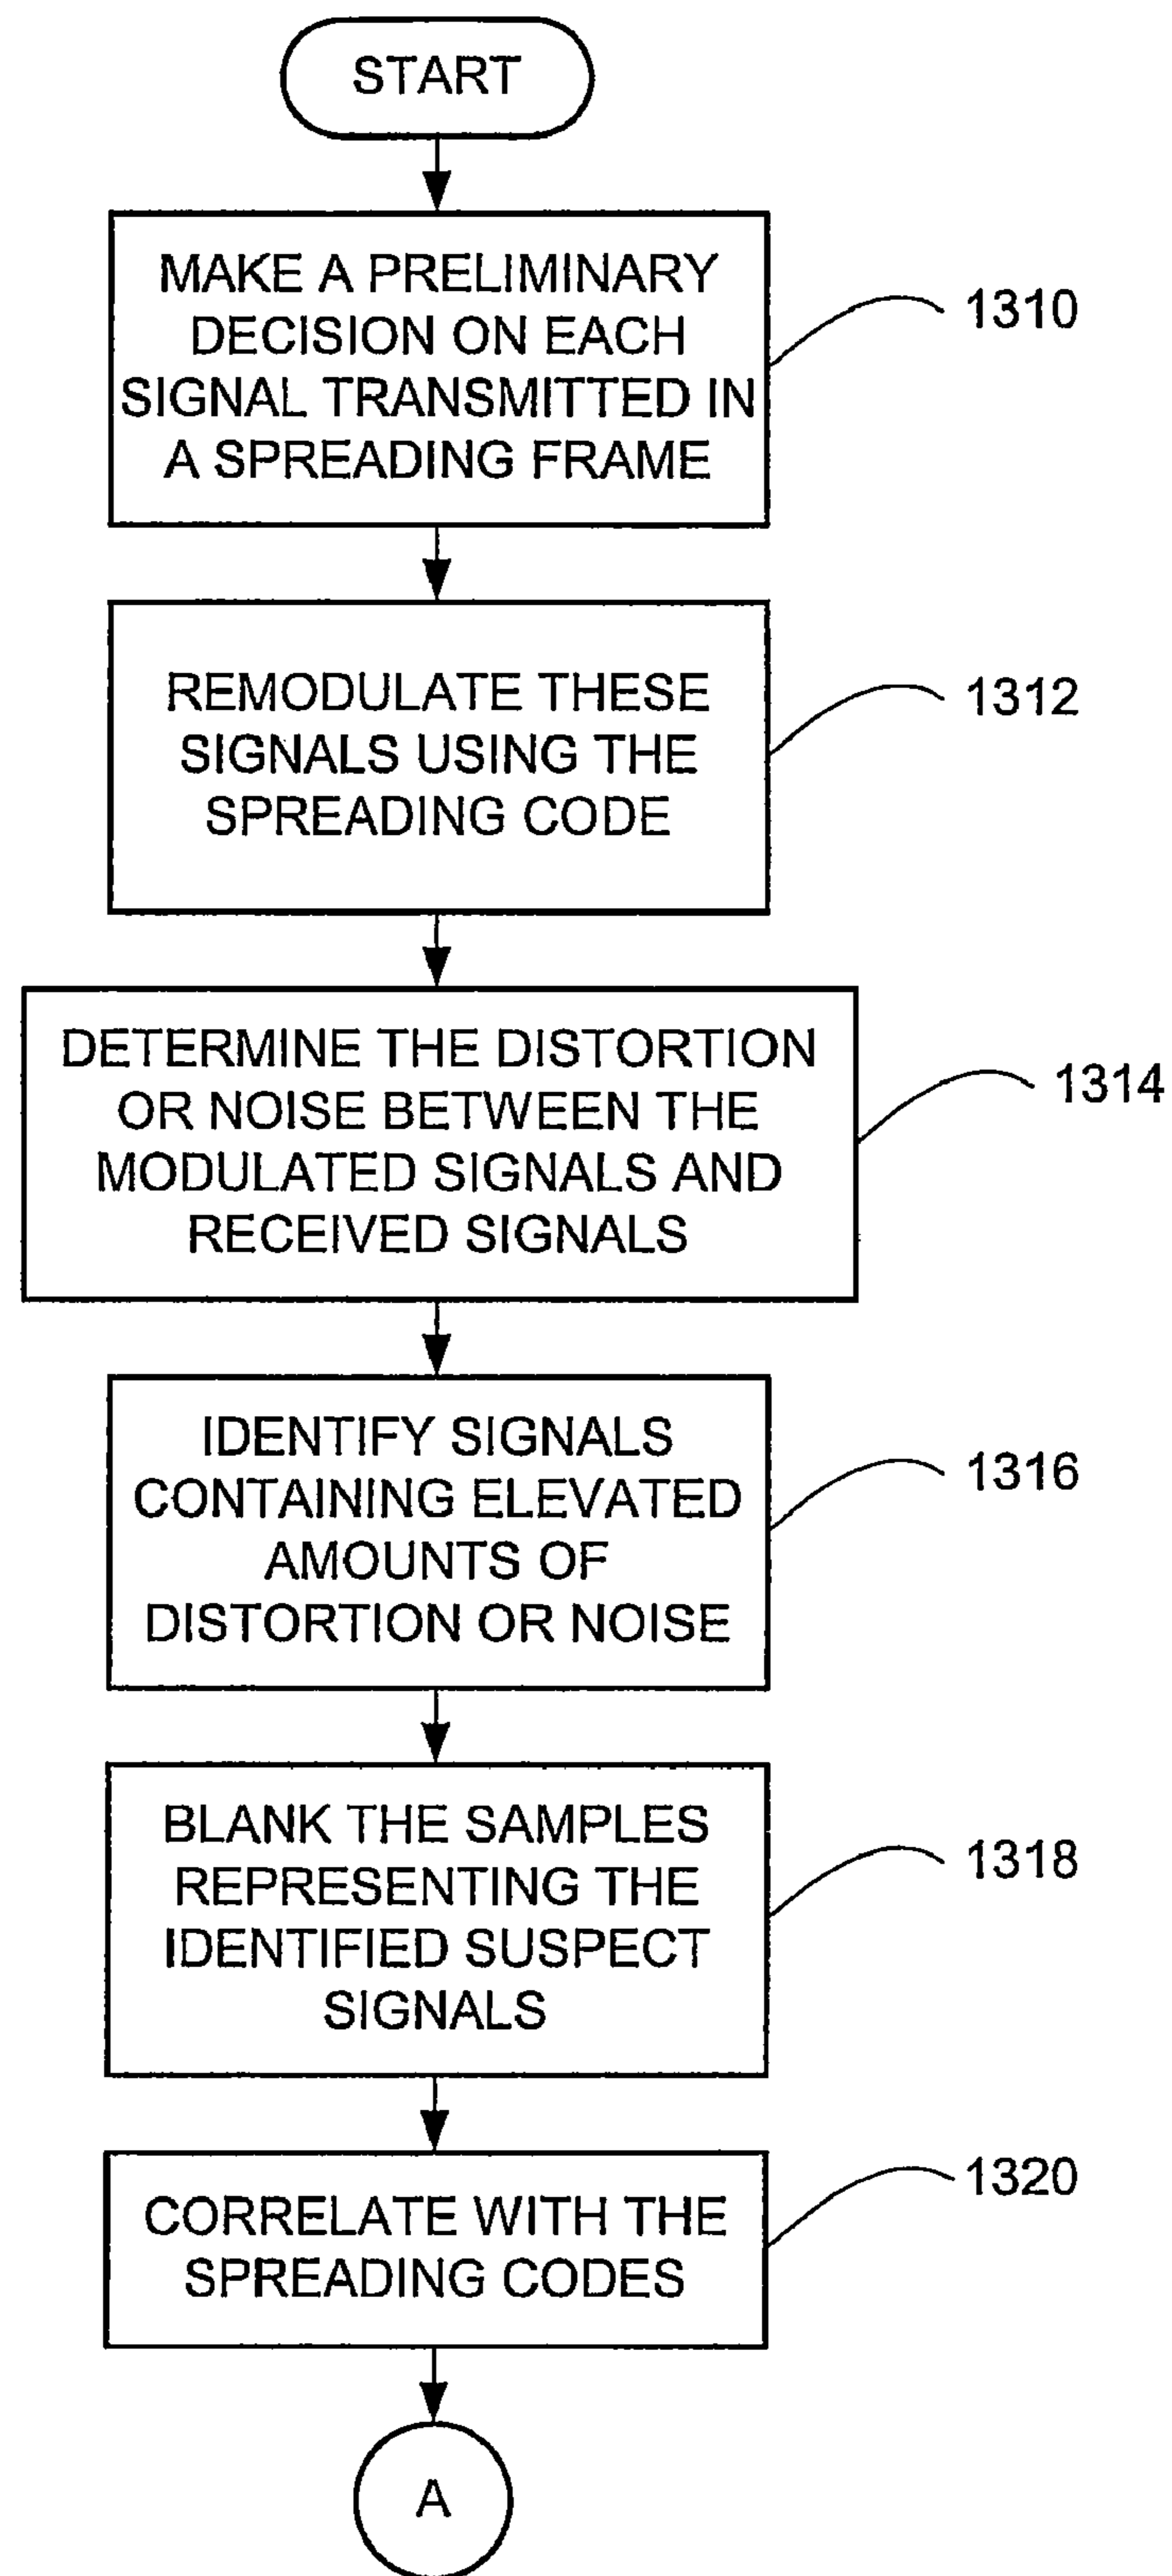 START
MAKE A PRELIMINARY
DECISION ON EACH
SIGNAL TRANSMITTED IN
A SPREADING FRAME
1310
REMODULATE THESE
SIGNALS USING THE
SPREADING CODE
1312
DETERMINE THE DISTORTION
OR NOISE BETWEEN THE
MODULATED SIGNALS AND
RECEIVED SIGNALS
1314
IDENTIFY SIGNALS
CONTAINING ELEVATED
AMOUNTS OF
DISTORTION OR NOISE
1316
BLANK THE SAMPLES
REPRESENTING THE
IDENTIFIED SUSPECT
SIGNALS
1318
CORRELATE WITH THE
SPREADING CODES
1320
A